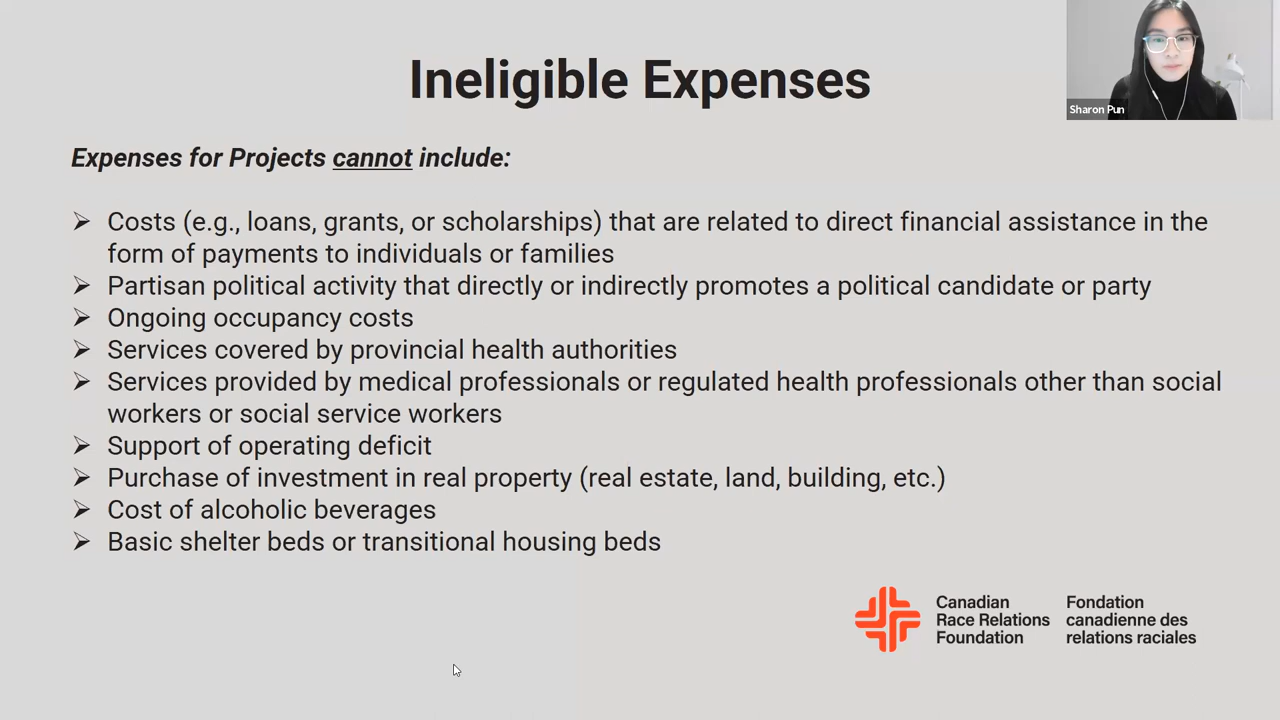 Ineligible Expenses
Sharon Pun
Expenses for Projects cannot include:
Costs (e.g., loans, grants, or scholarships) that are related to direct financial assistance in the
form of payments to individuals or families
Partisan political activity that directly or indirectly promotes a political candidate or party
Ongoing occupancy costs
Services covered by provincial health authorities
Services provided by medical professionals or regulated health professionals other than social
workers or social service workers
Support of operating deficit
Purchase of investment in real property (real estate, land, building, etc.)
Cost of alcoholic beverages
Basic shelter beds or transitional housing beds
Canadian
Race Relations
Foundation
Fondation
canadienne des
relations raciales